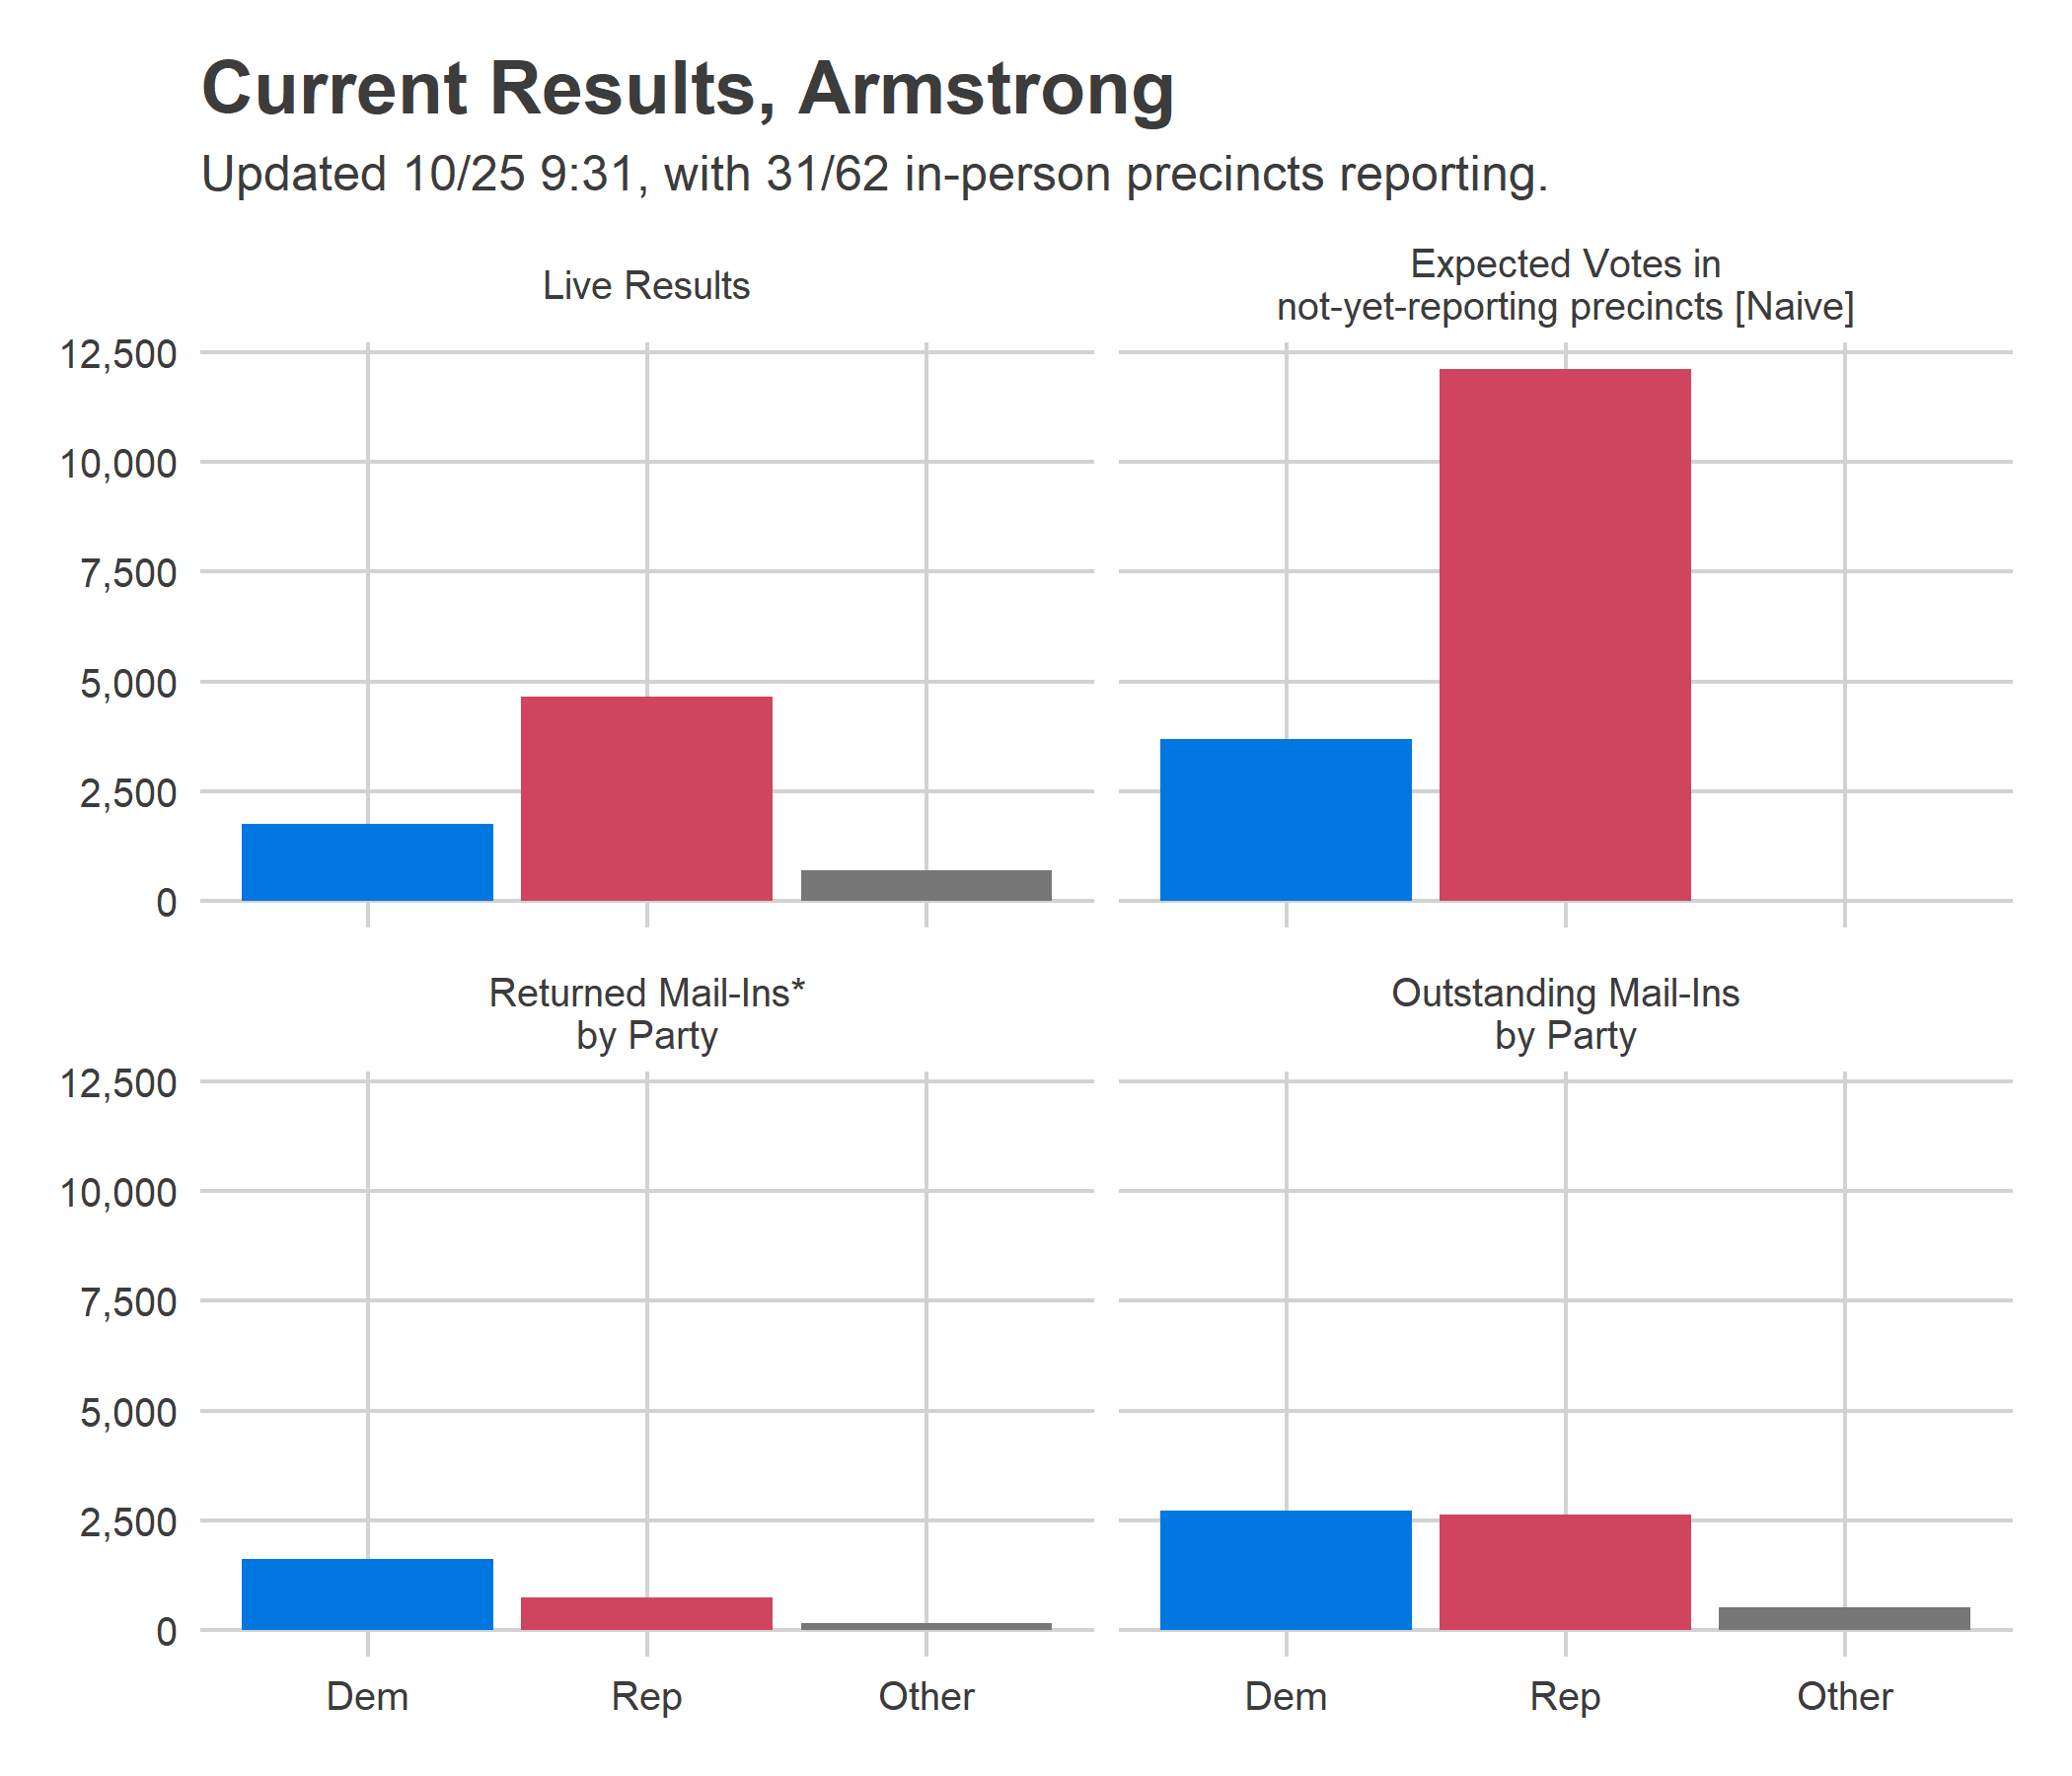 Current Results, Armstrong
Updated 10/25 9:31, with 31/62 in-person precincts reporting.
Live Results
Expected Votes in
not-yet-reporting precincts [Naive]
12,500
10,000
7,500
5,000
2,500
0
Returned Mail-Ins*
by Party
Outstanding Mail-Ins
by Party
12,500
10,000
7,500
5,000
2,500
0
Dem Rep Other Dem Rep Other